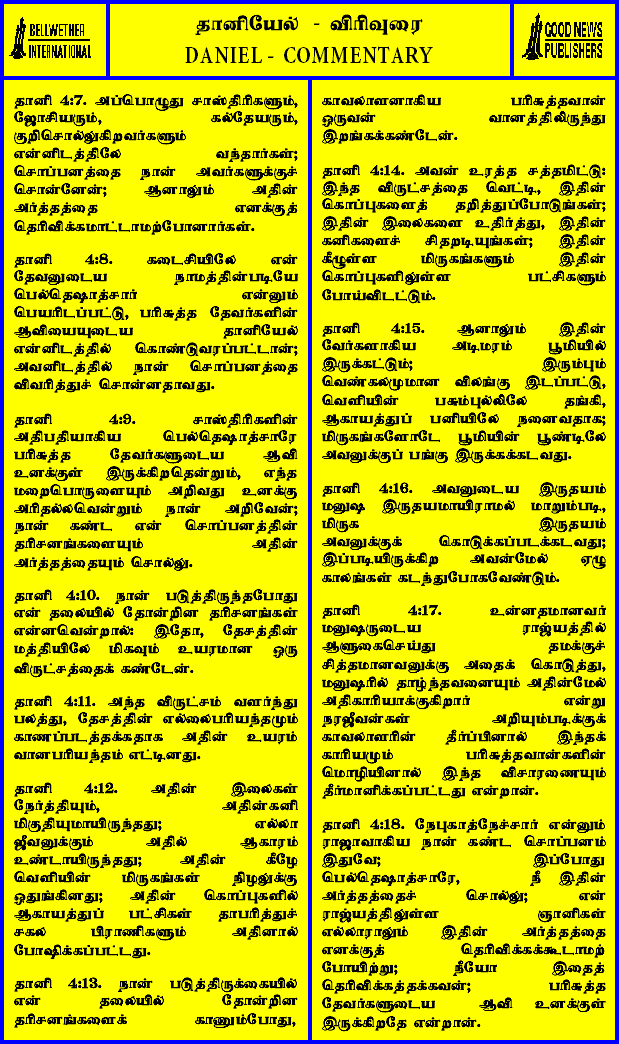 BELLWETHER
INTERNATIONAL
தானியேல் - விரிவுரை
DANIEL - COMMENTARY
GOOD NEWS
PUBLISHERS
தானி 4:7. அப்பொழுது சாஸ்திரிகளும்,
ஜோசியரும், கல்தேயரும்,
குறிசொல்லுகிறவர்களும்
என்னிடத்திலே வந்தார்கள்;
சொப்பனத்தை நான் அவர்களுக்குச்
சொன்னேன்; ஆனாலும் அதின்
அர்த்தத்தை எனக்குத்
தெரிவிக்கமாட்டாமற்போனார்கள்.
தானி 4:8. கடைசியிலே என்
தேவனுடைய நாமத்தின்படியே
பெல்தெஷாத்சார் என்னும்
பெயரிடப்பட்டு, பரிசுத்த தேவர்களின்
ஆவியையுடைய தானியேல்
என்னிடத்தில் கொண்டுவரப்பட்டான்;
அவனிடத்தில் நான் சொப்பனத்தை
விவரித்துச் சொன்னதாவது.
தானி 4:9. சாஸ்திரிகளின்
அதிபதியாகிய பெல்தெஷாத்சாரே
பரிசுத்த தேவர்களுடைய ஆவி
உனக்குள் இருக்கிறதென்றும், எந்த
மறைபொருளையும் அறிவது உனக்கு
அரிதல்லவென்றும் நான் அறிவேன்;
நான் கண்ட என் சொப்பனத்தின்
தரிசனங்களையும் அதின்
அர்த்தத்தையும் சொல்லு.
தானி 4:10. நான் படுத்திருந்தபோது
என் தலையில் தோன்றின தரிசனங்கள்
என்னவென்றால்: இதோ, தேசத்தின்
மத்தியிலே மிகவும் உயரமான ஒரு
விருட்சத்தைக் கண்டேன்.
தானி 4:11. அந்த விருட்சம் வளர்ந்து
பலத்து, தேசத்தின் எல்லைபரியந்தமும்
காணப்படத்தக்கதாக அதின் உயரம்
வானபரியந்தம் எட்டினது.
தானி 4:12. அதின் இலைகள்
நேர்த்தியும், அதின்கனி
மிகுதியுமாயிருந்தது; எல்லா
ஜீவனுக்கும் அதில் ஆகாரம்
உண்டாயிருந்தது; அதின் கீழே
வெளியின் மிருகங்கள் நிழலுக்கு
ஒதுங்கினது; அதின் கொப்புகளில்
ஆகாயத்துப் பட்சிகள் தாபரித்துச்
சகல பிராணிகளும் அதினால்
போஷிக்கப்பட்டது.
தானி 4:13. நான் படுத்திருக்கையில்
என் தலையில் தோன்றின
தரிசனங்களைக் காணும்போது,
காவலாளனாகிய பரிசுத்தவான்
ஒருவன் வானத்திலிருந்து
இறங்கக்கண்டேன்.
தானி 4:14. அவன் உரத்த சத்தமிட்டு:
இந்த விருட்சத்தை வெட்டி, இதின்
கொப்புகளைத் தறித்துப்போடுங்கள்;
இதின் இலைகளை உதிர்த்து, இதின்
கனிகளைச் சிதறடியுங்கள்; இதின்
கீழுள்ள மிருகங்களும் இதின்
கொப்புகளிலுள்ள பட்சிகளும்
போய்விடட்டும்.
தானி 4:15. ஆனாலும் இதின்
வேர்களாகிய அடிமரம் பூமியில்
இருக்கட்டும்; இரும்பும்
வெண்கலமுமான விலங்கு இடப்பட்டு,
வெளியின் பசும்புல்லிலே தங்கி,
ஆகாயத்துப் பனியிலே நனைவதாக;
மிருகங்களோடே பூமியின் பூண்டிலே
அவனுக்குப் பங்கு இருக்கக்கடவது.
தானி 4:16. அவனுடைய இருதயம்
மனுஷ இருதயமாயிராமல் மாறும்படி,
மிருக இருதயம்
அவனுக்குக் கொடுக்கப்படக்கடவது;
இப்படியிருக்கிற அவன்மேல் ஏழு
காலங்கள் கடந்துபோகவேண்டும்.
தானி 4:17. உன்னதமானவர்
மனுஷருடைய ராஜ்யத்தில்
ஆளுகைசெய்து தமக்குச்
சித்தமானவனுக்கு அதைக் கொடுத்து,
மனுஷரில் தாழ்ந்தவனையும் அதின்மேல்
அதிகாரியாக்குகிறார் என்று
நரஜீவன்கள் அறியும்படிக்குக்
காவலாளரின் தீர்ப்பினால் இந்தக்
காரியமும் பரிசுத்தவான்களின்
மொழியினால் இந்த விசாரணையும்
தீர்மானிக்கப்பட்டது என்றான்.
தானி 4:18. நேபுகாத்நேச்சார் என்னும்
ராஜாவாகிய நான் கண்ட சொப்பனம்
இதுவே; இப்போது
பெல்தெஷாத்சாரே, நீ இதின்
அர்த்தத்தைச் சொல்லு; என்
ராஜ்யத்திலுள்ள ஞானிகள்
எல்லாராலும் இதின் அர்த்தத்தை
எனக்குத் தெரிவிக்கக்கூடாமற்
போயிற்று; நீயோ இதைத்
தெரிவிக்கத்தக்கவன்; பரிசுத்த
தேவர்களுடைய ஆவி உனக்குள்
இருக்கிறதே என்றான்.